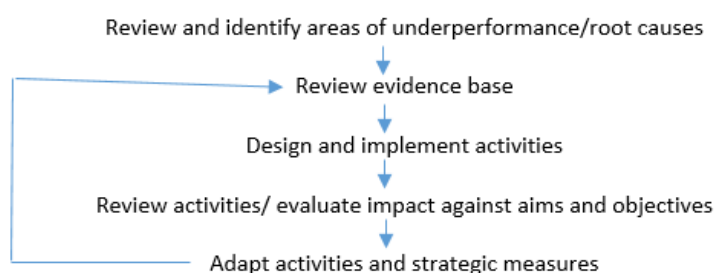 Review and identify areas of underperformance/root causes
Review evidence base
Design and implement activities
Review activities/ evaluate impact against aims and objectives
Adapt activities and strategic measures